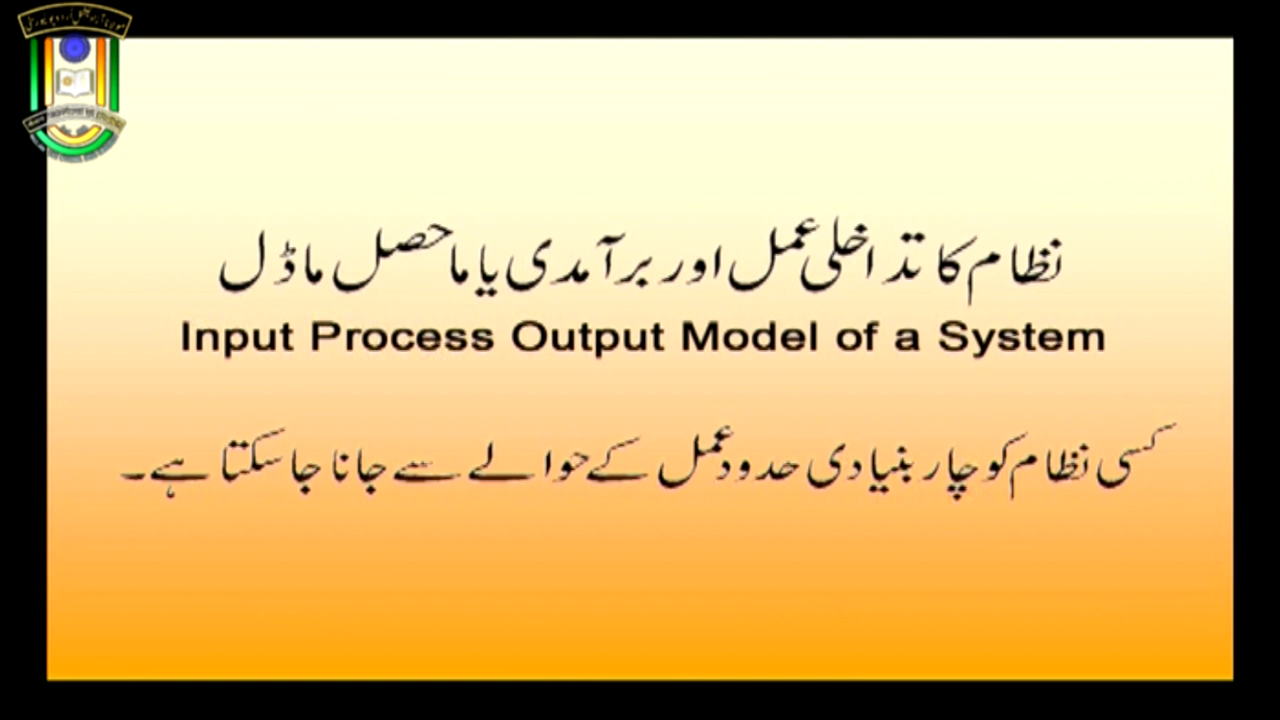 نظام کا تداخلی عمل اور برآمدی یا ماحصل ماڈل
Input Process Output Model of a System
کسی نظام کو چار بنیادی حدود عمل کے حوالے سے جانا جا سکتا ہے۔